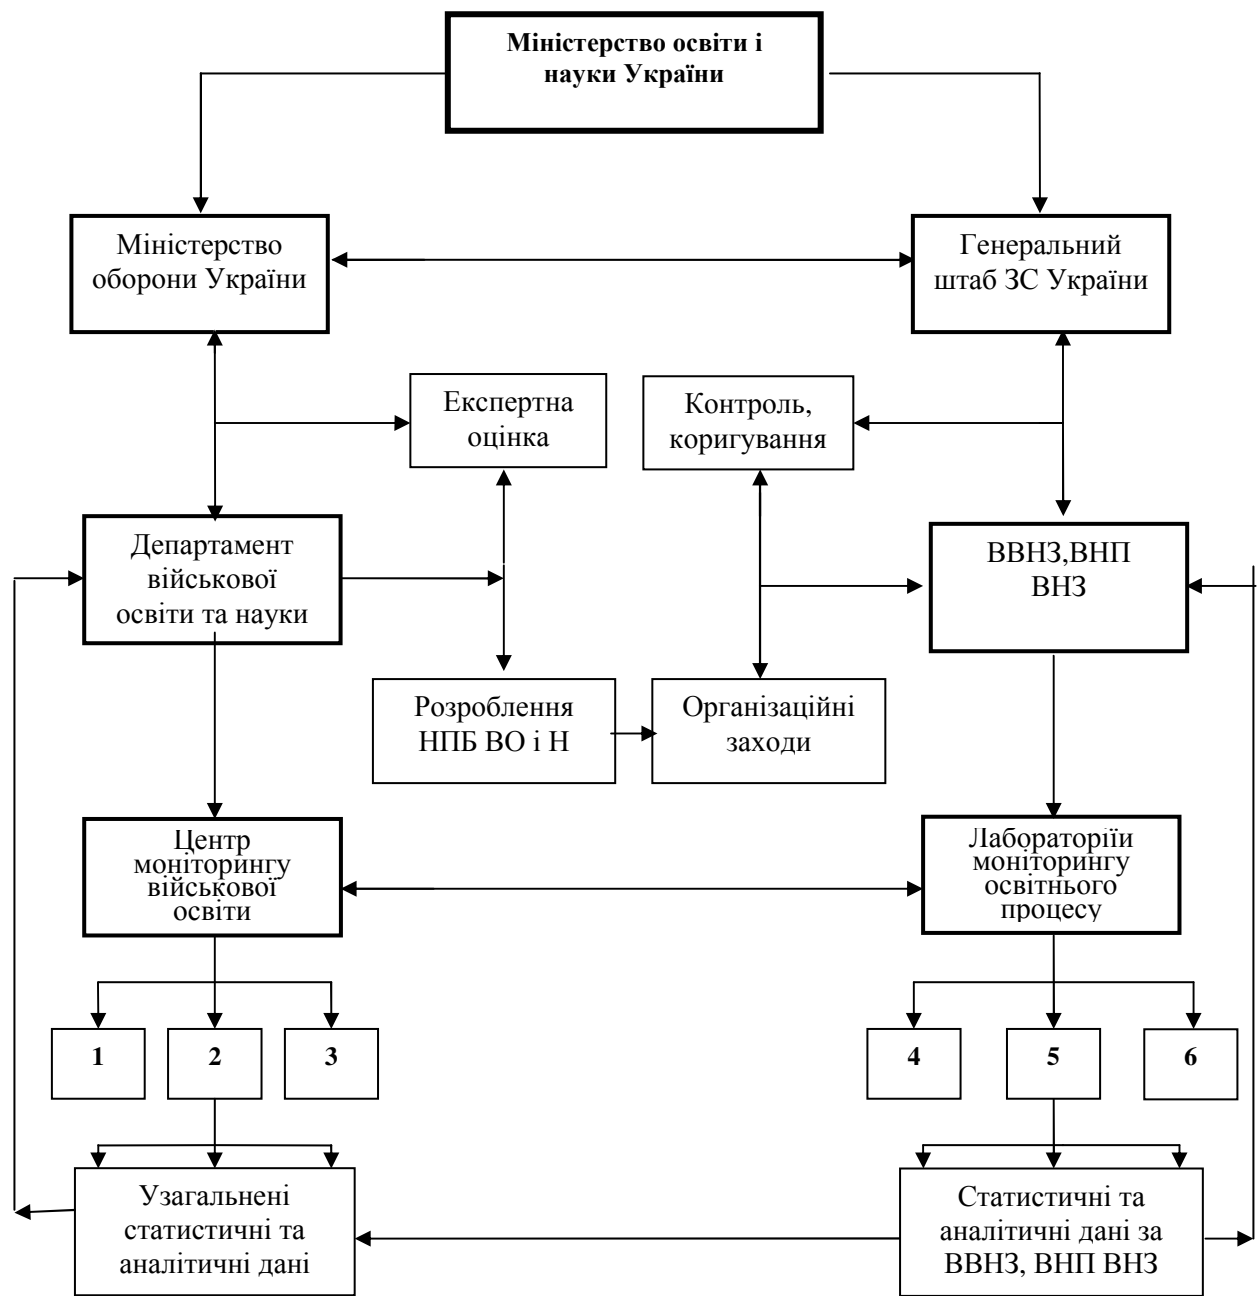 Міністерство освіти і
науки України
Міністерство
оборони України
Генеральний
штаб ЗС України
Експертна
оцінка
Контроль,
коригування
Департамент
військової
освіти та науки
ВВНЗ,ВНП
ВНЗ
Розроблення
НПБ ВО і Н
Організаційні
заходи
Центр
моніторингу
військової
освіти
Лабораторіїи
моніторингу
освітнього
процесу
1
2
3
4
5
6
Узагальнені
статистичні та
аналітичні дані
Статистичні та
аналітичні дані за
ВВНЗ, ВНП ВНЗ